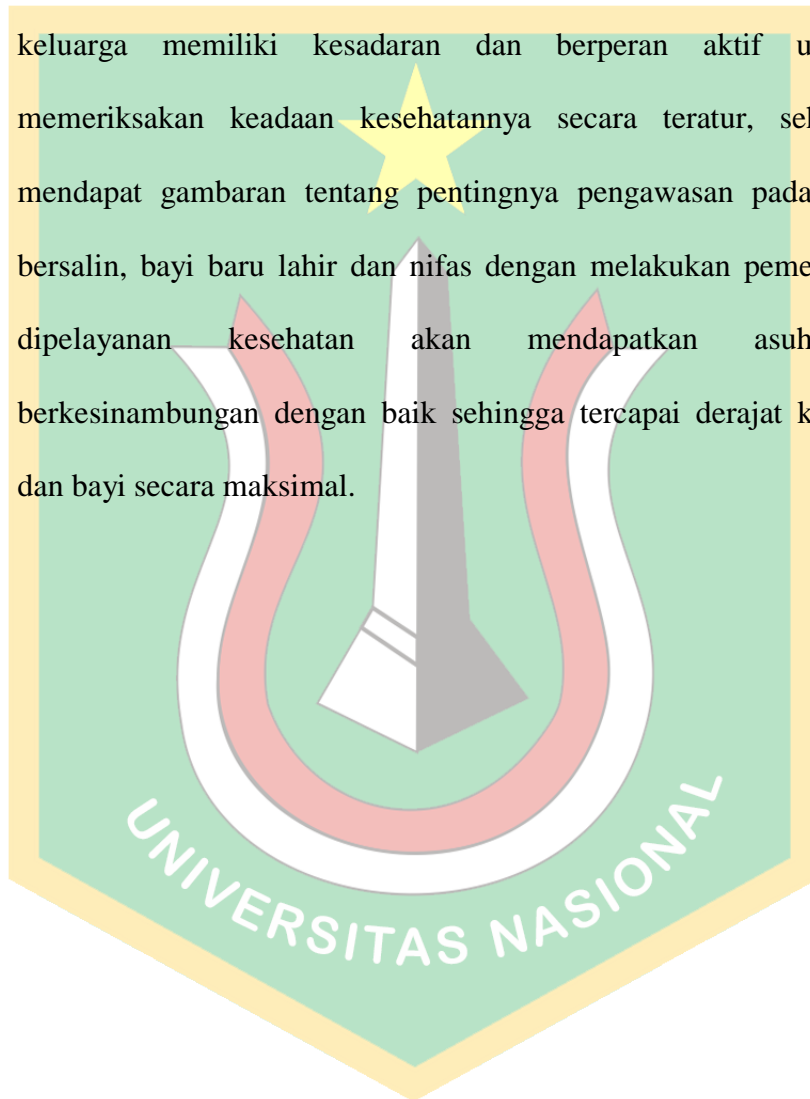 keluarga memiliki kesadaran dan berperan aktif
memeriksakan keadaan kesehatannya secara teratur,
mendapat gambaran tentang pentingnya pengawasan pada
bersalin, bayi baru lahir dan nifas dengan melakukan
dipelayanan kesehatan akan mendapatkan
berkesinambungan dengan baik sehingga tercapai derajat
dan bayi secara maksimal.
UNIVERSITAS NASIONAL